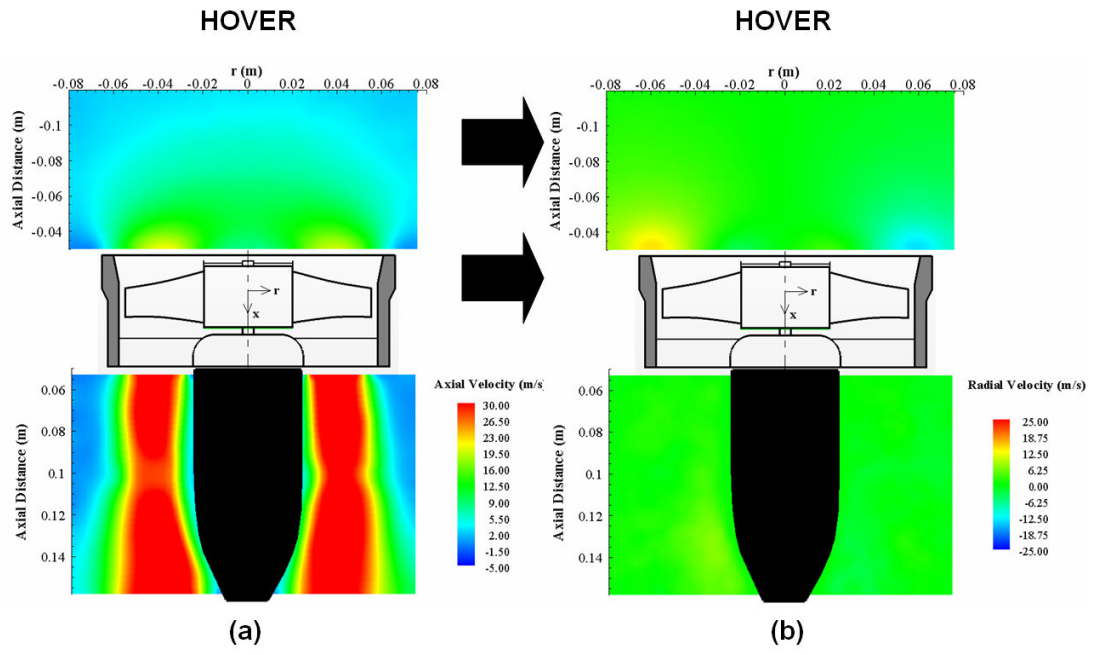 HOVER
HOVER
r (m)
-0.08 -0.06 -0.04 -0.02 0 0.02 0.04 0.06 0.08
Axial Distance (m)
-0.1
-0.08
-0.06
-0.04
r
x
Axial Distance (m)
0.06
0.08
0.1
0.12
0.14
Axial Velocity (m/s
30.00
26.50
23.00
19.50
16.00
12.50
9.00
5.50
2.00
-1.50
-5.00
(a)
r (m)
-0.08 -0.06 -0.04 -0.02 0 0.02 0.04 0.06 0.08
Axial Distance (m)
-0.1
-0.08
-0.06
-0.04
r
x
Axial Distance (m)
0.06
0.08
0.1
0.12
0.14
Radial Velocity (m/s)
25.00
18.75
12.50
6.25
0.00
-6.25
-12.50
-18.75
-25.00
(b)